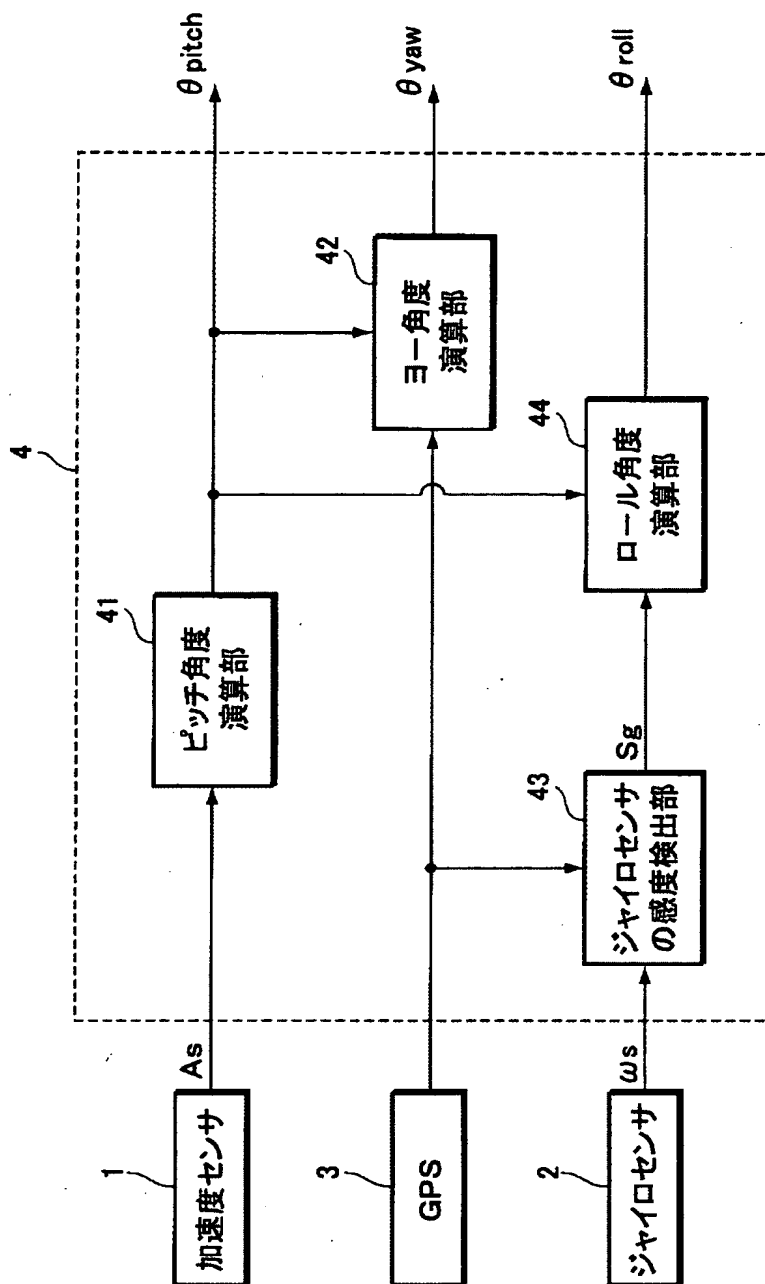 4
1
加速度センサ
As
41
ピッチ角度
演算部
θ pitch
3
GPS
42
ヨー角度
演算部
θ yaw
2
ジャイロセンサ
ωs
43
ジャイロセンサ
の感度検出部
Sg
44
ロール角度
演算部
θ roll